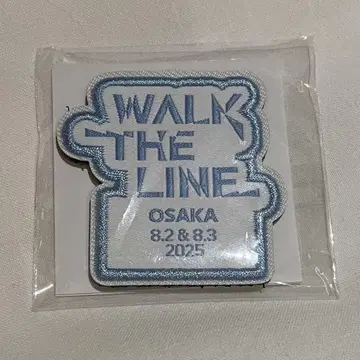 WALK
THE
LINE
OSAKA
8.2 & 8.3
2025